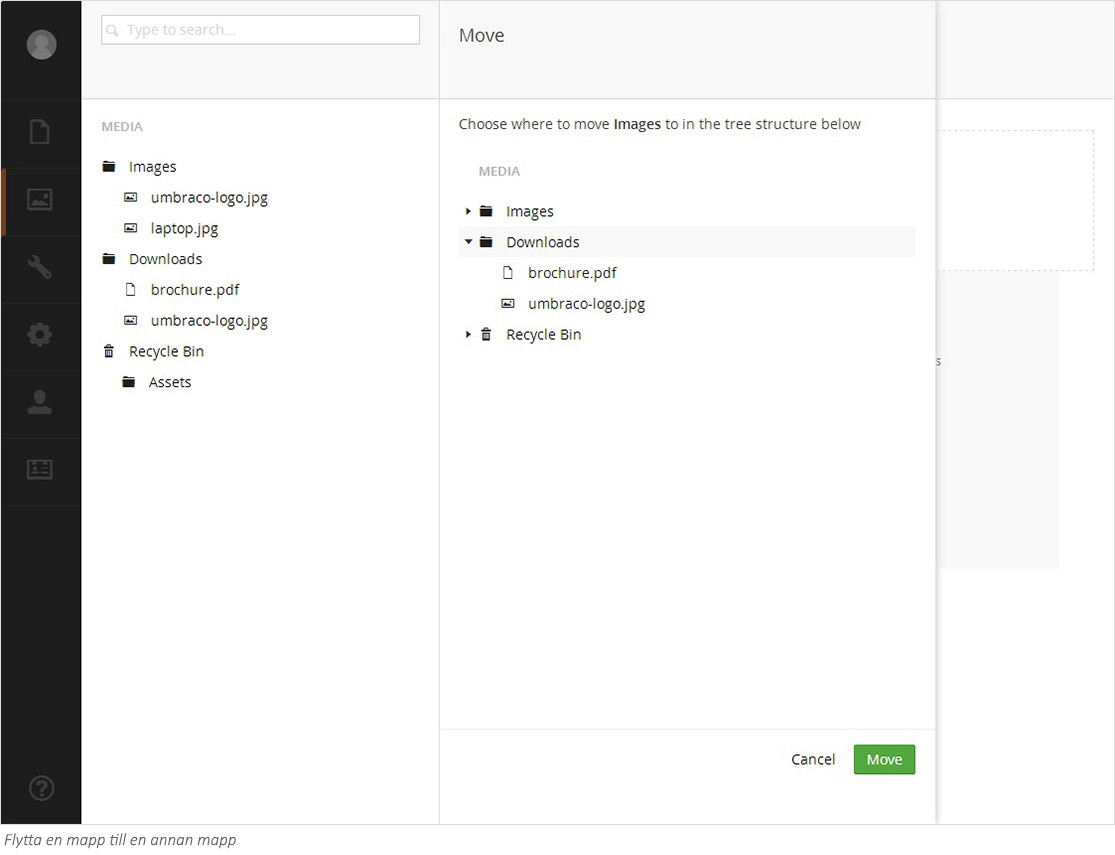 Type to search...
MEDIA
Images
umbraco-logo.jpg
laptop.jpg
Downloads
brochure.pdf
umbraco-logo.jpg
Recycle Bin
Assets
Move
Choose where to move Images to in the tree structure below
MEDIA
Images
Downloads
brochure.pdf
umbraco-logo.jpg
Recycle Bin
s
Cancel
Move
?
Flytta en mapp till en annan mapp